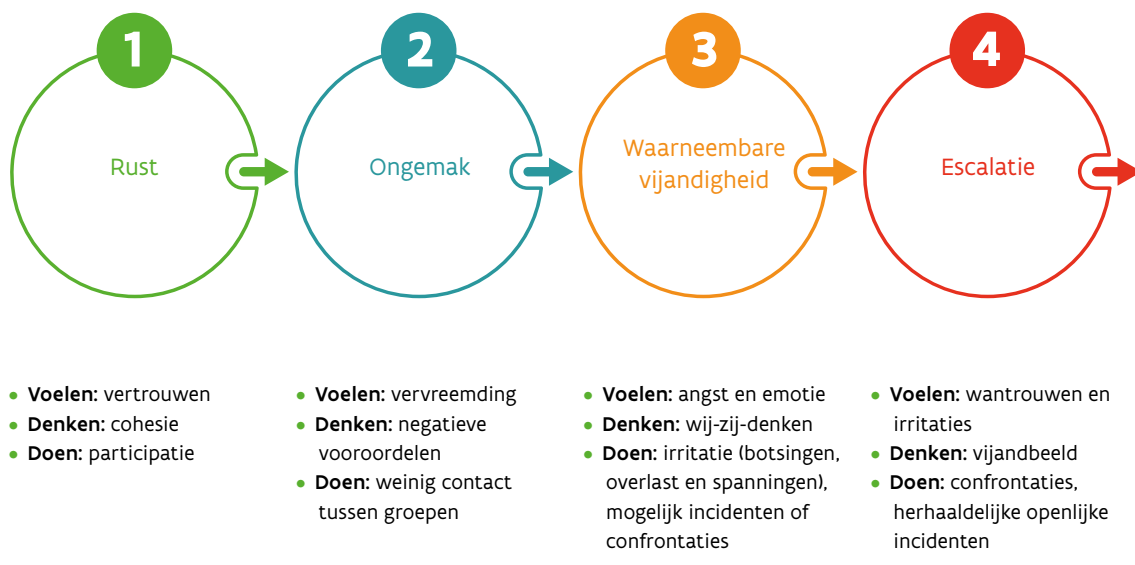 1
Rust
2
Ongemak
3
Waarneembare
vijandigheid
4
Escalatie
• Voelen: vertrouwen
• Denken: cohesie
• Doen: participatie
• Voelen: vervreemding
• Denken: negatieve
vooroordelen
• Doen: weinig contact
tussen groepen
• Voelen: angst en emotie
• Denken: wij-zij-denken
• Doen: irritatie (botsingen,
overlast en spanningen),
mogelijk incidenten of
confrontaties
• Voelen: wantrouwen en
irritaties
• Denken: vijandbeeld
• Doen: confrontaties,
herhaaldelijke openlijke
incidenten